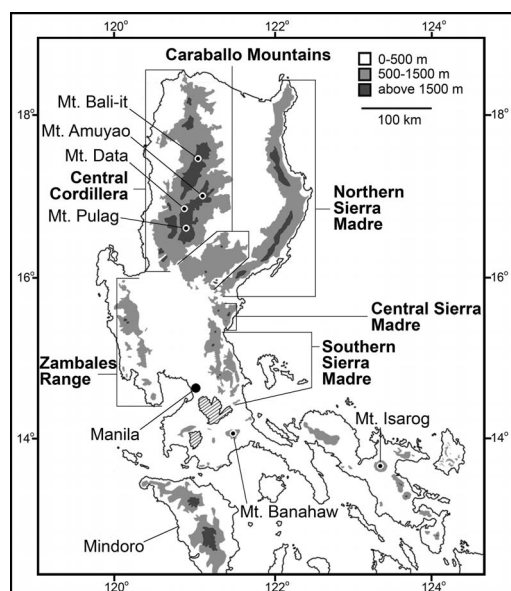 120°
122°
124°
Caraballo Mountains
0-500 m
500-1500 m
above 1500 m
100 km
18°
18°
Mt. Bali-it
Mt. Amuyao
Mt. Data
Central
Cordillera
Mt. Pulag
Northern
Sierra
Madre
16°
16°
Central Sierra
Madre
Southern
Sierra
Madre
Zambales
Range
Manila
Mt. Isarog
14°
14°
Mt. Banahaw
Mindoro
120°
122°
124°